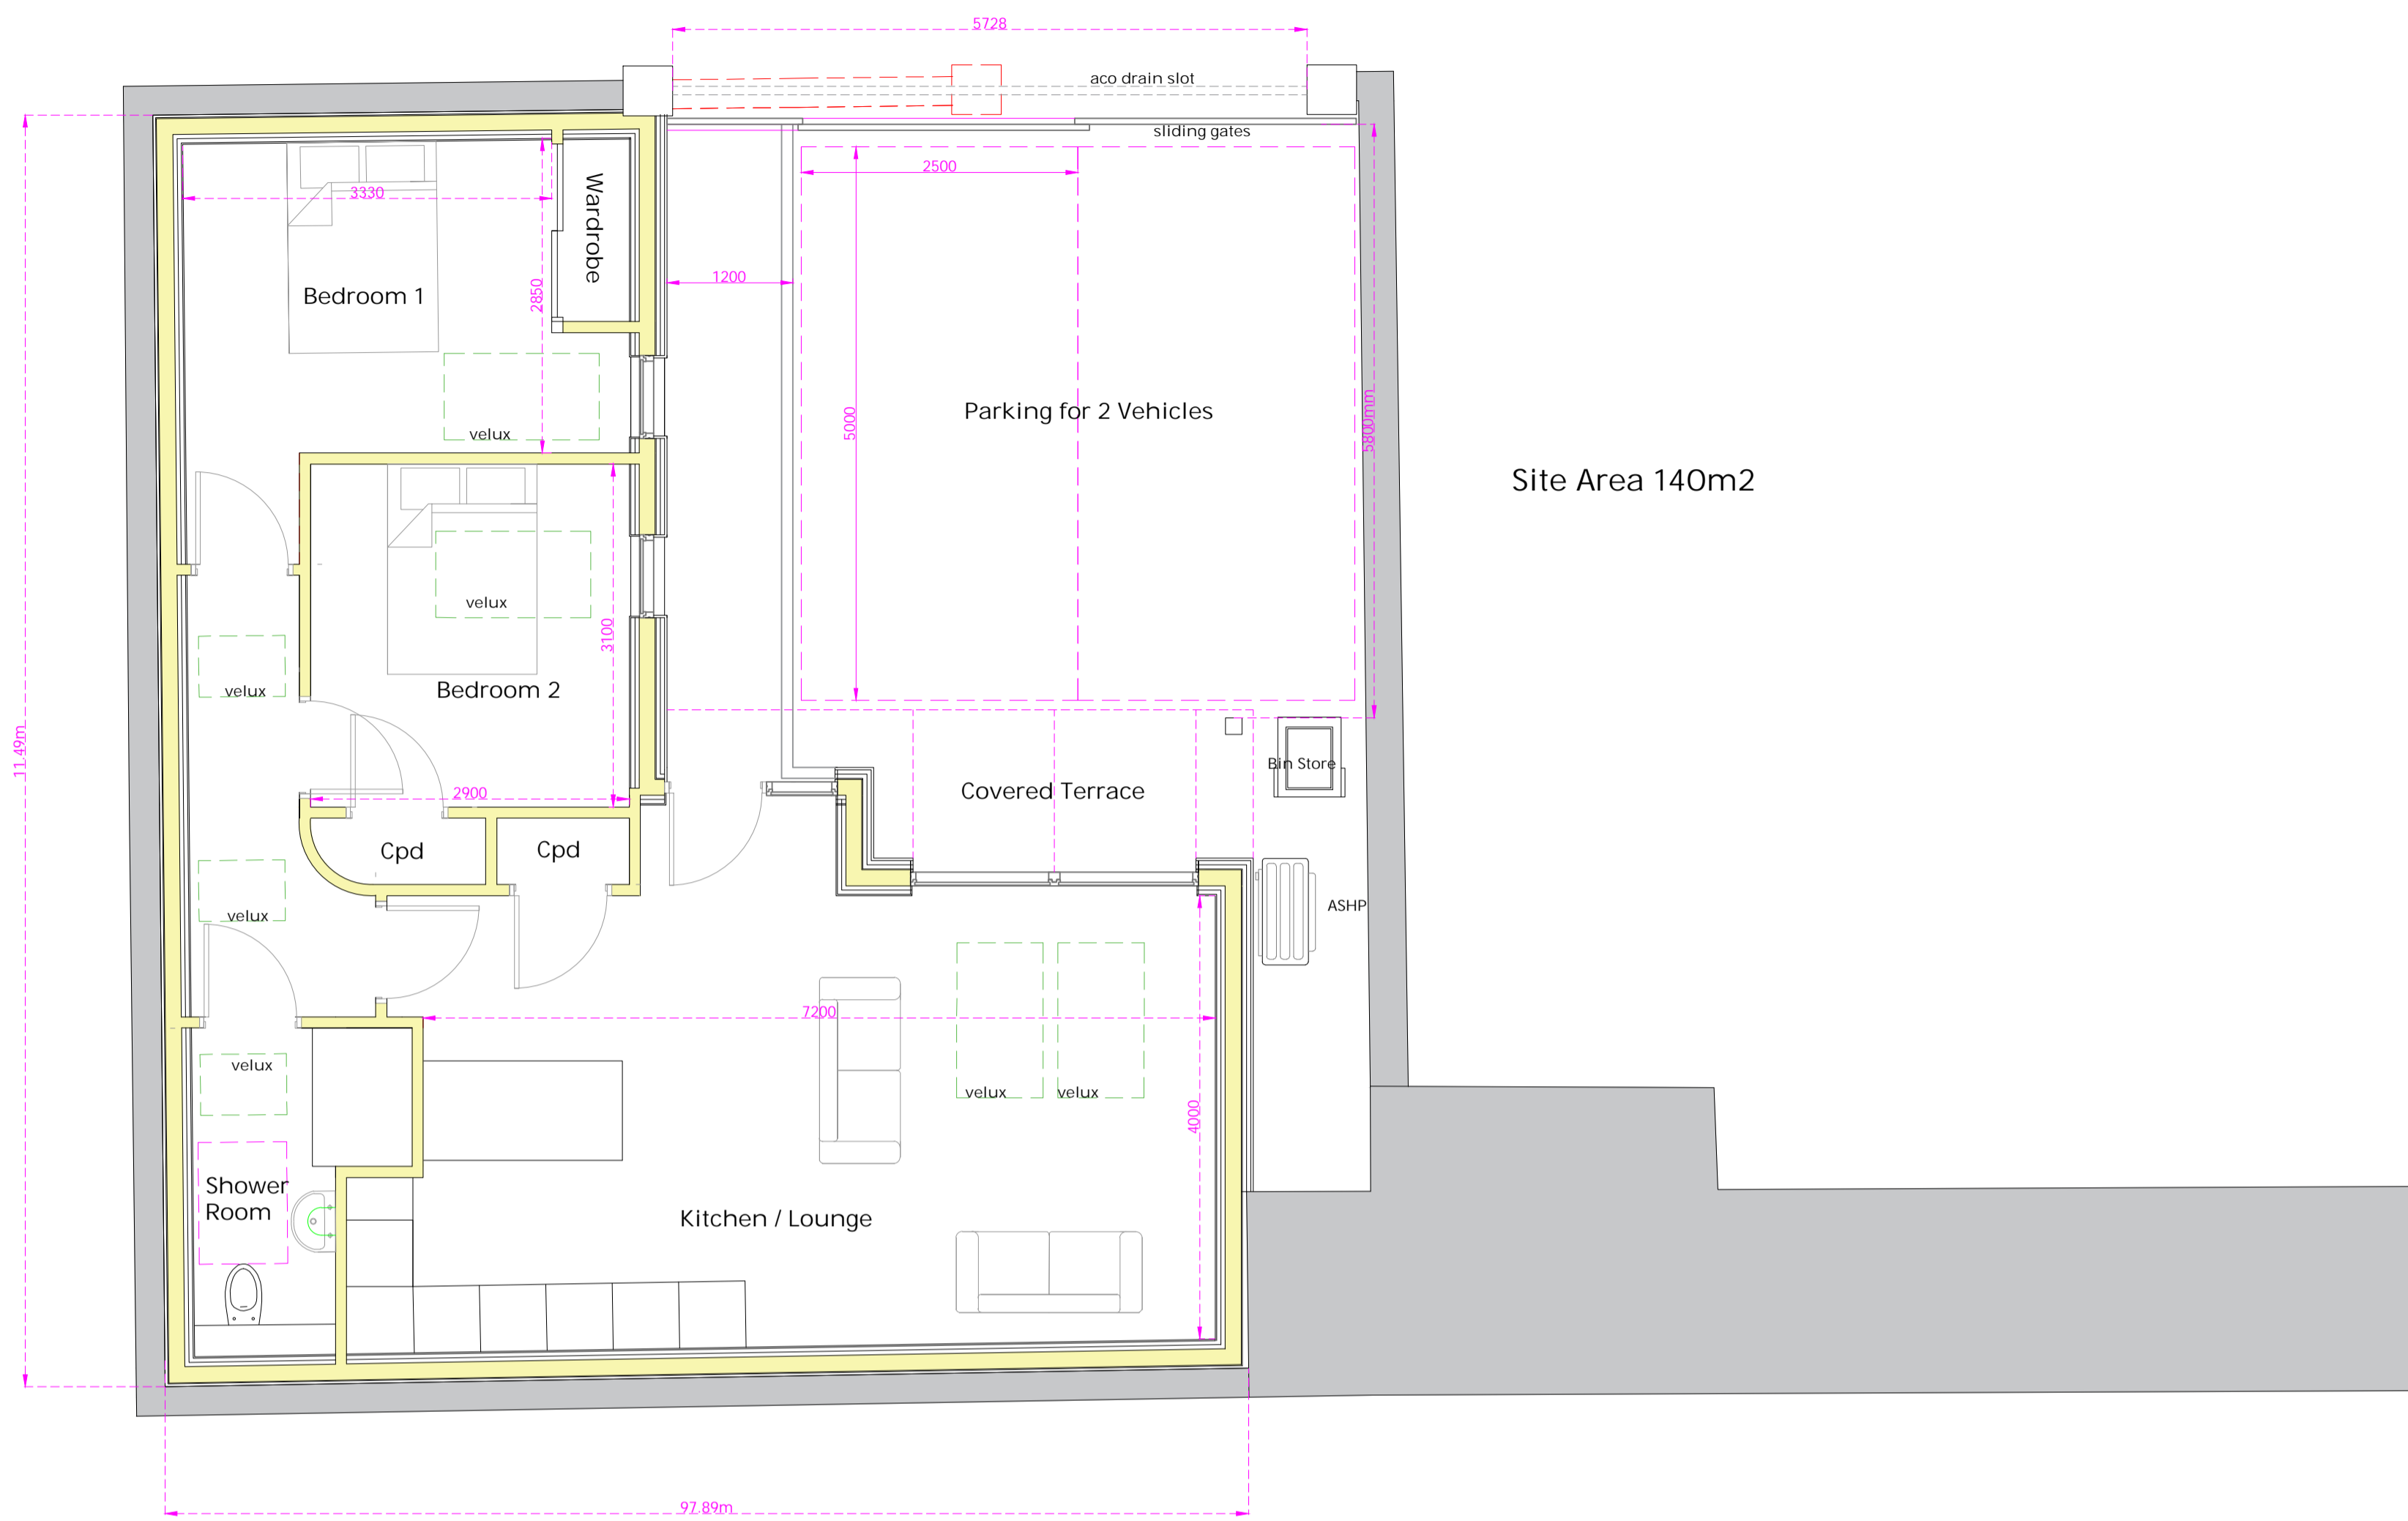 5728
aco drain slot
sliding gates
2500
3330
Wardrobe
1200
2850
Bedroom 1
Parking for 2 Vehicles
5000
5800mm
velux
Site Area 140m2
velux
3100
velux
Bedroom 2
11.49m
2900
Covered Terrace
Bin Store
Cpd
Cpd
velux
ASHP
7200
velux
velux
velux
4000
Shower
Room
Kitchen / Lounge
97.89m